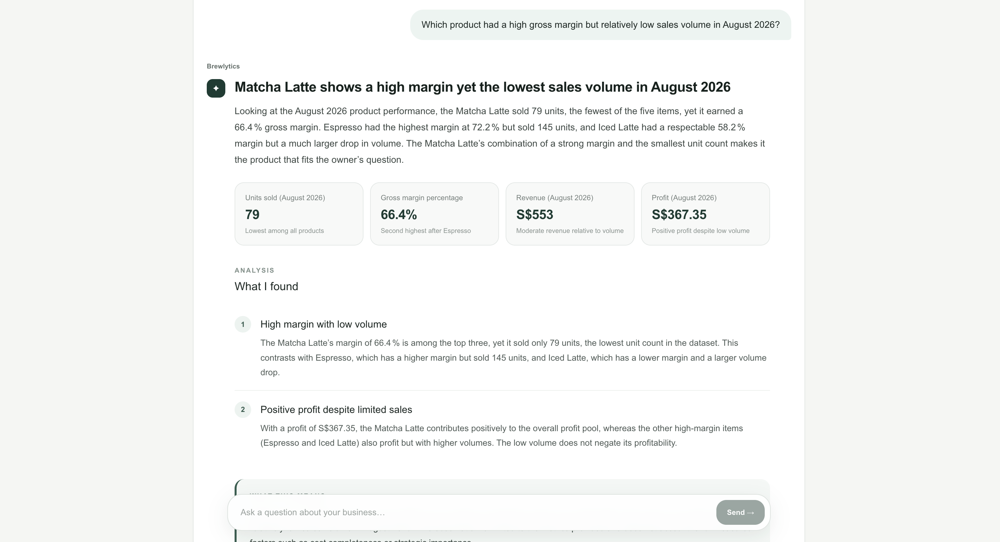 Which product had a high gross margin but relatively low sales volume in August 2026?
Brewlytics
Matcha Latte shows a high margin yet the lowest sales volume in August 2026
Looking at the August 2026 product performance, the Matcha Latte sold 79 units, the fewest of the five items, yet it earned a
66.4 % gross margin. Espresso had the highest margin at 72.2 % but sold 145 units, and Iced Latte had a respectable 58.2 %
margin but a much larger drop in volume. The Matcha Latte’s combination of a strong margin and the smallest unit count makes it
the product that fits the owner’s question.
Units sold (August 2026)
79
Lowest among all products
Gross margin percentage
66.4%
Second highest after Espresso
Revenue (August 2026)
S$553
Moderate revenue relative to volume
Profit (August 2026)
S$367.35
Positive profit despite low volume
ANALYSIS
What I found
1
High margin with low volume
The Matcha Latte’s margin of 66.4 % is among the top three, yet it sold only 79 units, the lowest unit count in the dataset. This
contrasts with Espresso, which has a higher margin but sold 145 units, and Iced Latte, which has a lower margin and a larger volume
drop.
2
Positive profit despite limited sales
With a profit of S$367.35, the Matcha Latte contributes positively to the overall profit pool, whereas the other high-margin items
(Espresso and Iced Latte) also profit but with higher volumes. The low volume does not negate its profitability.
WHAT THIS MEANS
Ask a question about your business…
Send →
factors such as cost completeness or strategic importance.